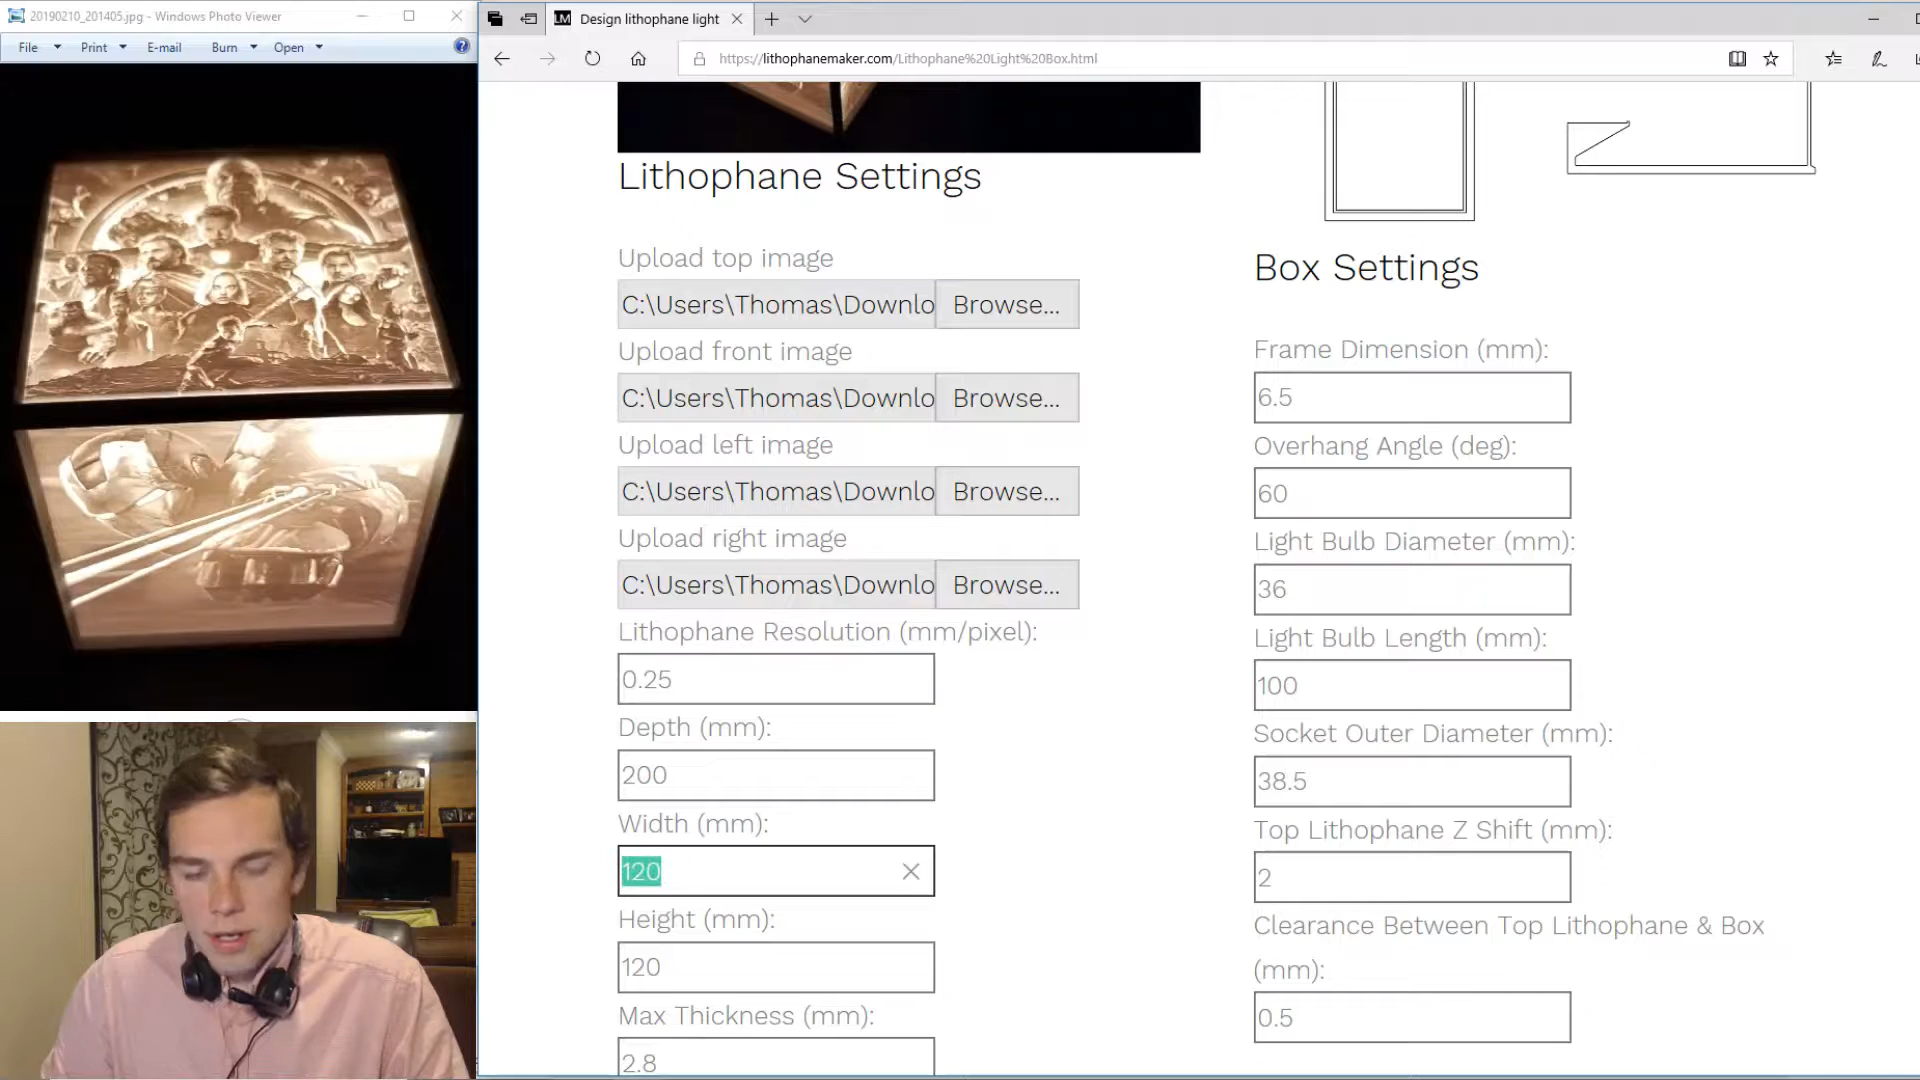 20190210_201405.jpg - Windows Photo Viewer
File Print E-mail Burn Open
LM Design lithophane light
https://lithophanemaker.com/Lithophane%20Light%20Box.html
Lithophane Settings
Upload top image
C:\Users\Thomas\Downlo Browse...
Upload front image
C:\Users\Thomas\Downlo Browse...
Upload left image
C:\Users\Thomas\Downlo Browse...
Upload right image
C:\Users\Thomas\Downlo Browse...
Lithophane Resolution (mm/pixel):
0.25
Depth (mm):
200
Width (mm):
120
Height (mm):
120
Max Thickness (mm):
2.8
Box Settings
Frame Dimension (mm):
6.5
Overhang Angle (deg):
60
Light Bulb Diameter (mm):
36
Light Bulb Length (mm):
100
Socket Outer Diameter (mm):
38.5
Top Lithophane Z Shift (mm):
2
Clearance Between Top Lithophane & Box
(mm):
0.5